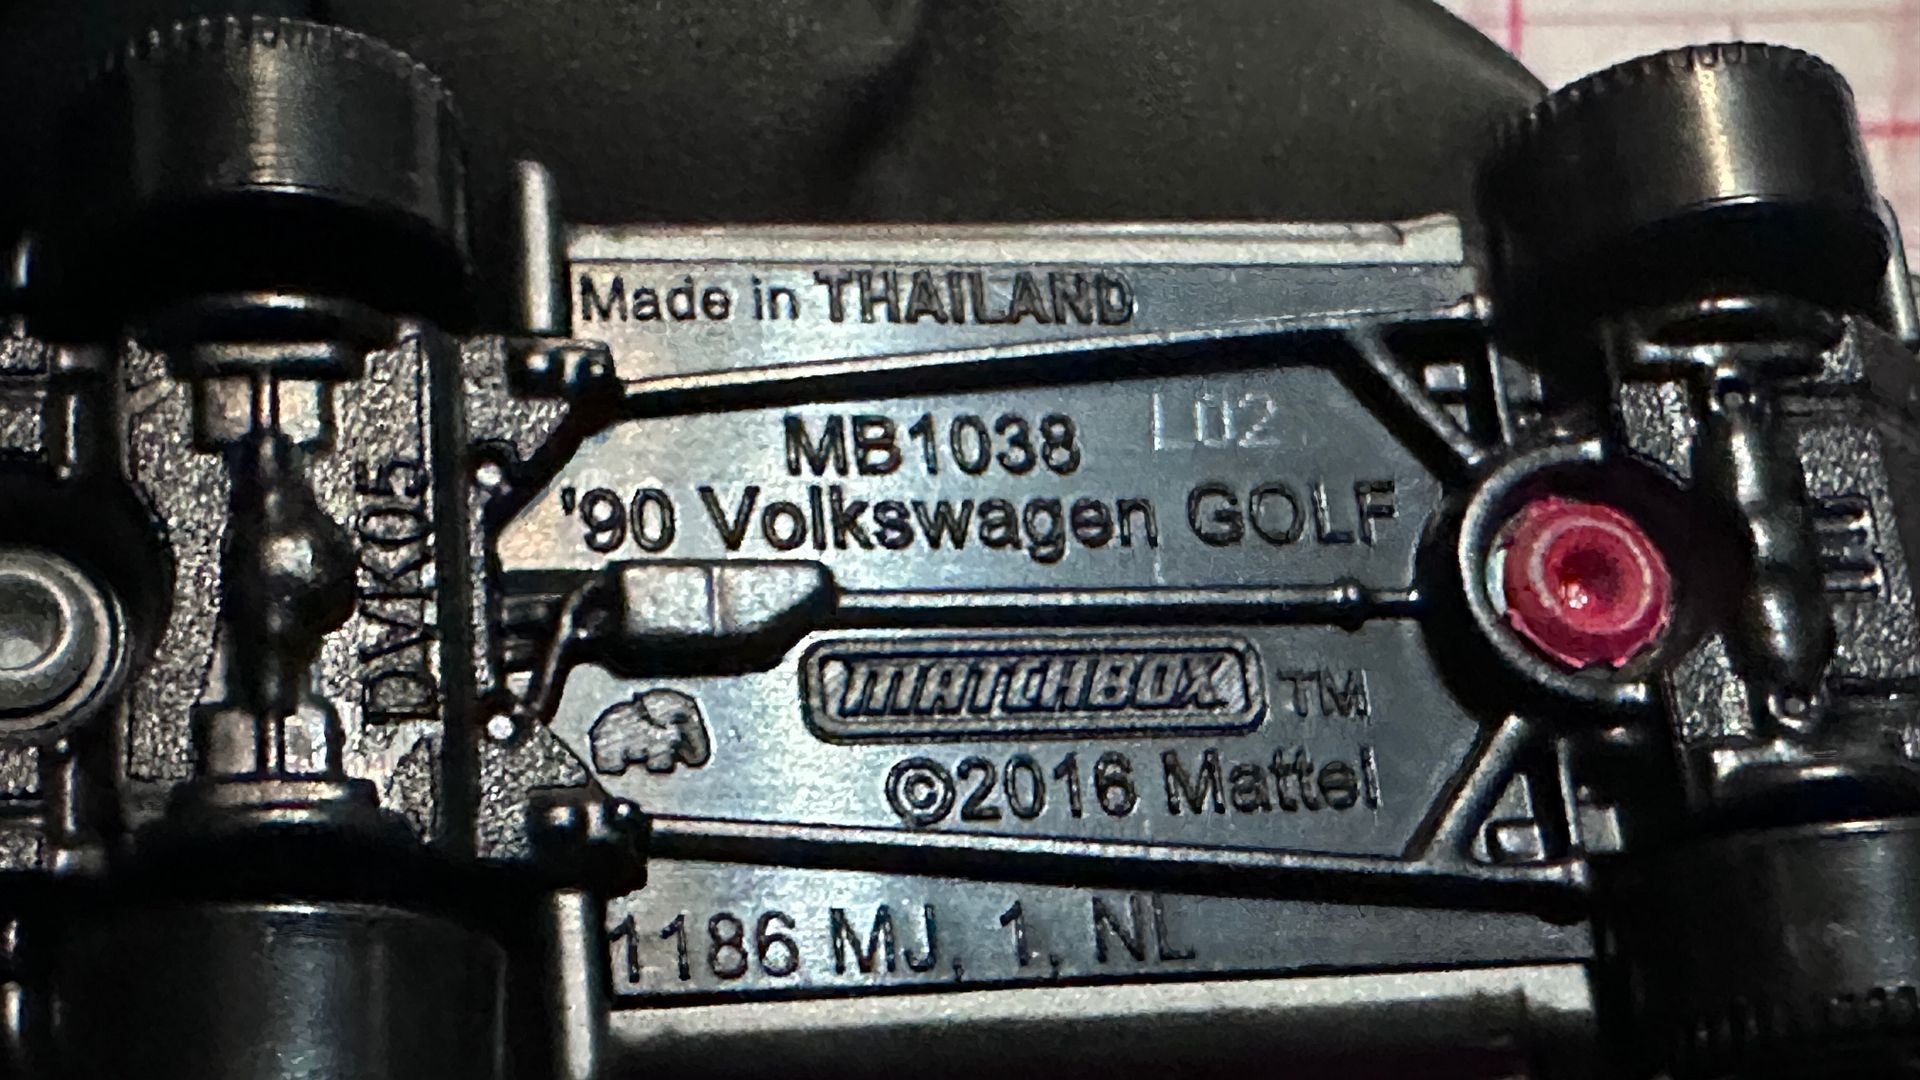 Made in THAILAND
L02
MB1038
'90 Volkswagen GOLF
DVK05
MATCHBOX TM
©2016 Mattel
1186 MJ, 1, NL